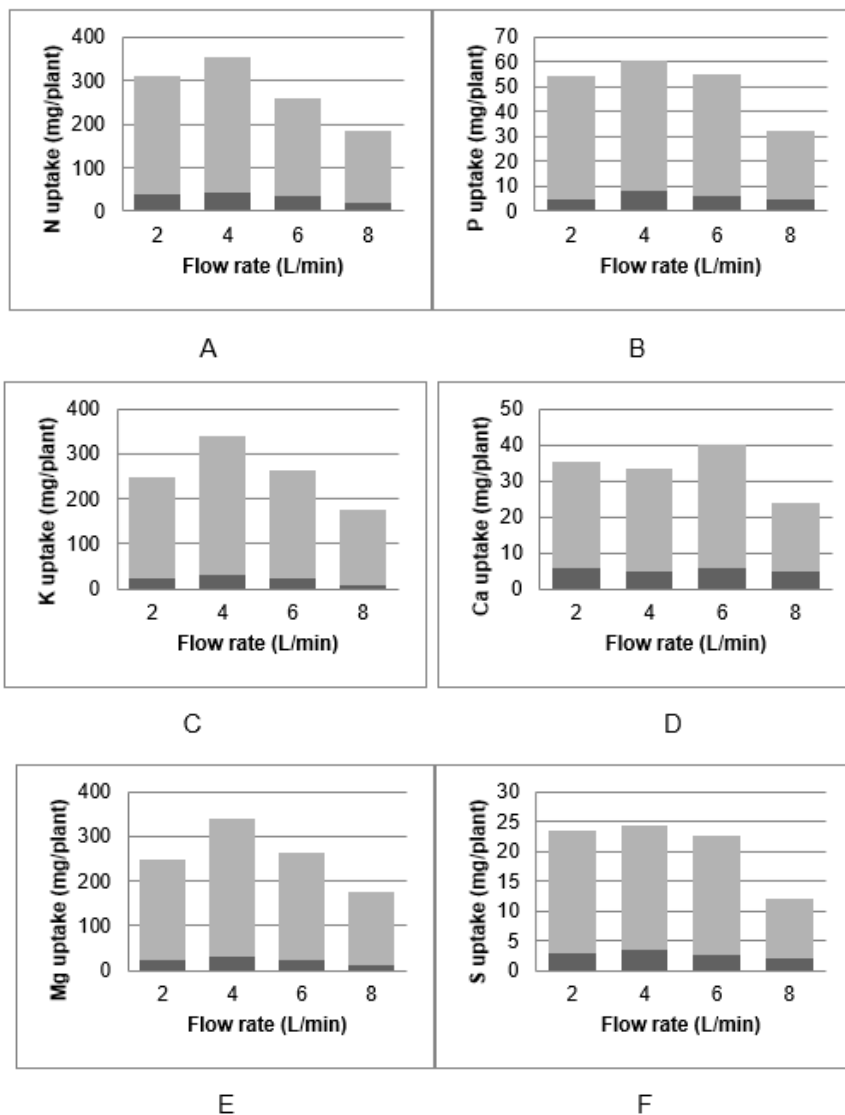 N uptake (mg/plant)
400
300
200
100
0
2 4 6 8
Flow rate (L/min)
P uptake (mg/plant)
70
60
50
40
30
20
10
0
2 4 6 8
Flow rate (L/min)
A B
K uptake (mg/plant)
400
300
200
100
0
2 4 6 8
Flow rate (L/min)
Ca uptake (mg/plant)
50
40
30
20
10
0
2 4 6 8
Flow rate (L/min)
C D
Mg uptake (mg/plant)
400
300
200
100
0
2 4 6 8
Flow rate (L/min)
S uptake (mg/plant)
30
25
20
15
10
5
0
2 4 6 8
Flow rate (L/min)
E F